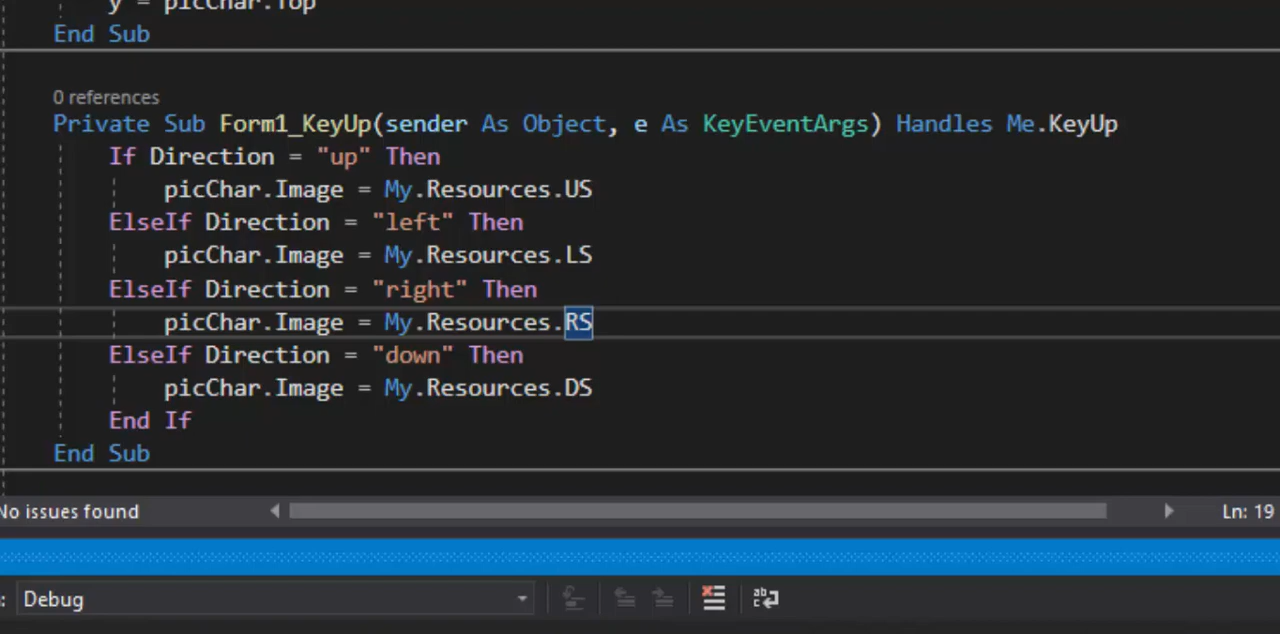 y = picChar.Top
End Sub
0 references
Private Sub Form1_KeyUp(sender As Object, e As KeyEventArgs) Handles Me.KeyUp
If Direction = "up" Then
picChar.Image = My.Resources.US
ElseIf Direction = "left" Then
picChar.Image = My.Resources.LS
ElseIf Direction = "right" Then
picChar.Image = My.Resources.RS
ElseIf Direction = "down" Then
picChar.Image = My.Resources.DS
End If
End Sub
No issues found Ln: 19
: Debug